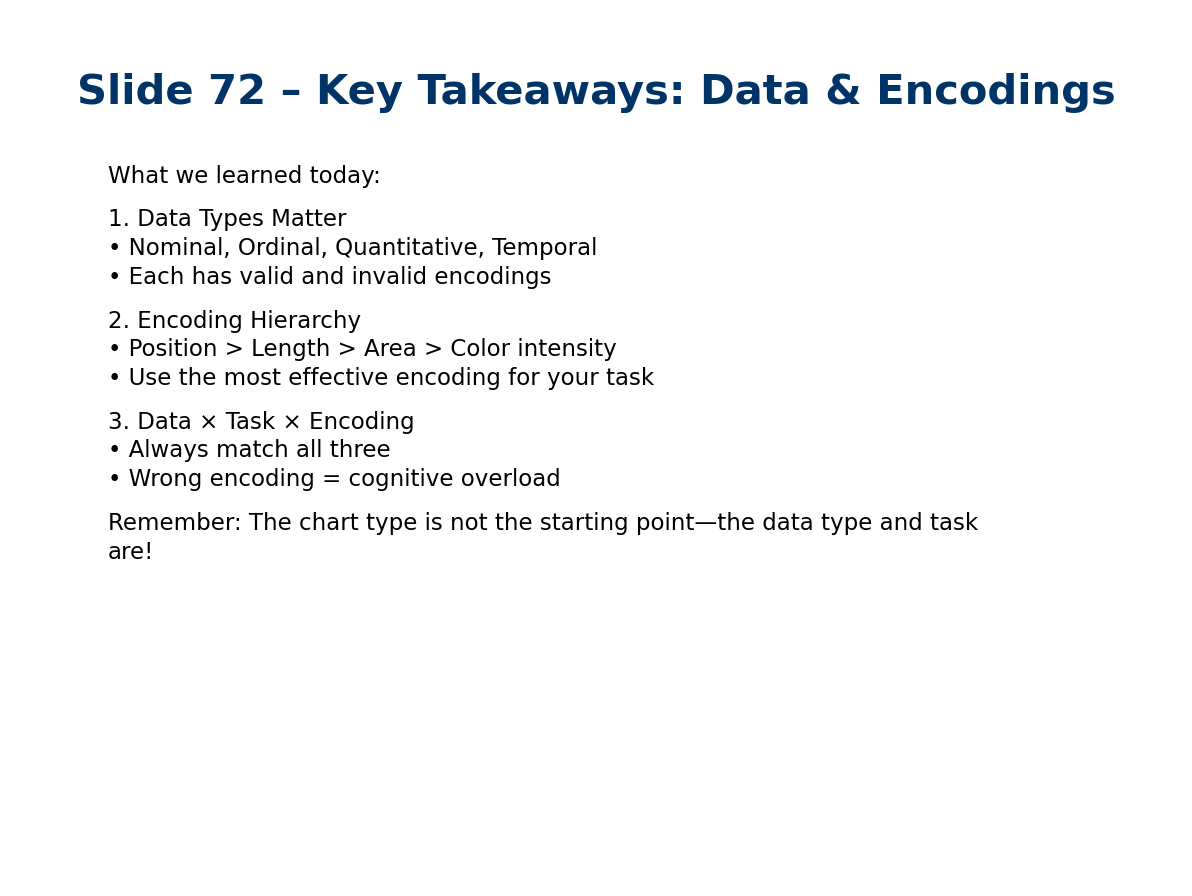 Slide 72 – Key Takeaways: Data & Encodings
What we learned today:
1. Data Types Matter
• Nominal, Ordinal, Quantitative, Temporal
• Each has valid and invalid encodings
2. Encoding Hierarchy
• Position > Length > Area > Color intensity
• Use the most effective encoding for your task
3. Data × Task × Encoding
• Always match all three
• Wrong encoding = cognitive overload
Remember: The chart type is not the starting point—the data type and task
are!